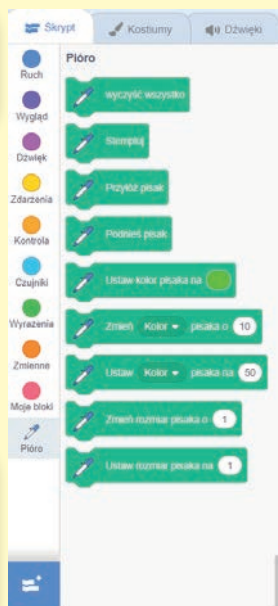 Skrypt Kostiumy Dźwięki
Pióro
Ruch
Wygląd
Dźwięk
Zdarzenia
Kontrola
Czujniki
Wyrażenia
Zmienne
Moje bloki
Pióro
wyczyść wszystko
Stempluj
Przyłóż pisak
Podnieś pisak
Ustaw kolor pisaka na
Zmień Kolor pisaka o 10
Ustaw Kolor pisaka na 50
Zmień rozmiar pisaka o 1
Ustaw rozmiar pisaka na 1